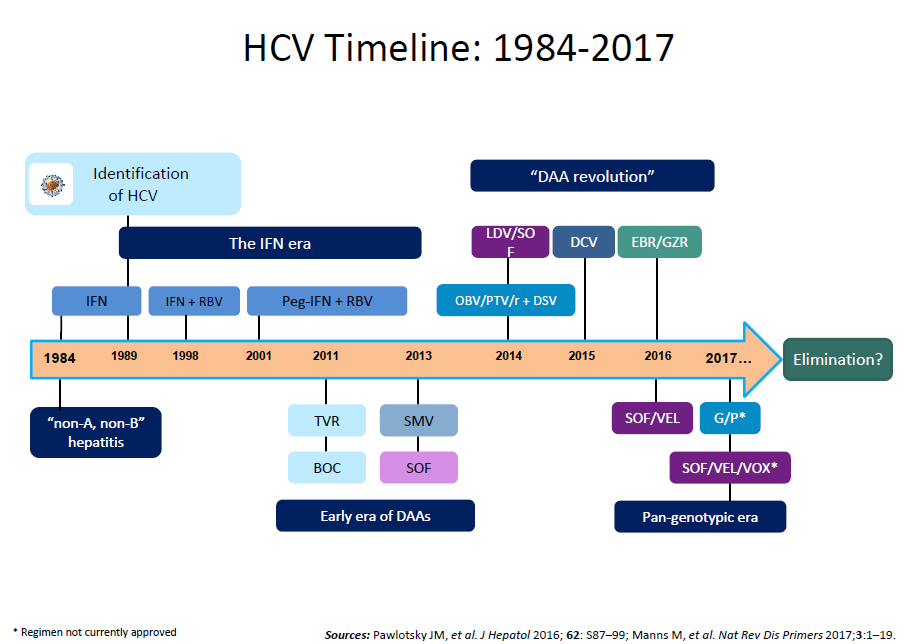 HCV Timeline: 1984-2017
Identification
of HCV
“DAA revolution”
The IFN era
LDV/SO
F
DCV
EBR/GZR
IFN
IFN + RBV
Peg-IFN + RBV
OBV/PTV/r + DSV
1984
1989
1998
2001
2011
2013
2014
2015
2016
2017…
Elimination?
“non-A, non-B”
hepatitis
TVR
SMV
SOF/VEL
G/P*
BOC
SOF
SOF/VEL/VOX*
Early era of DAAs
Pan-genotypic era
* Regimen not currently approved
Sources: Pawlotsky JM, et al. J Hepatol 2016; 62: S87–99; Manns M, et al. Nat Rev Dis Primers 2017;3:1–19.